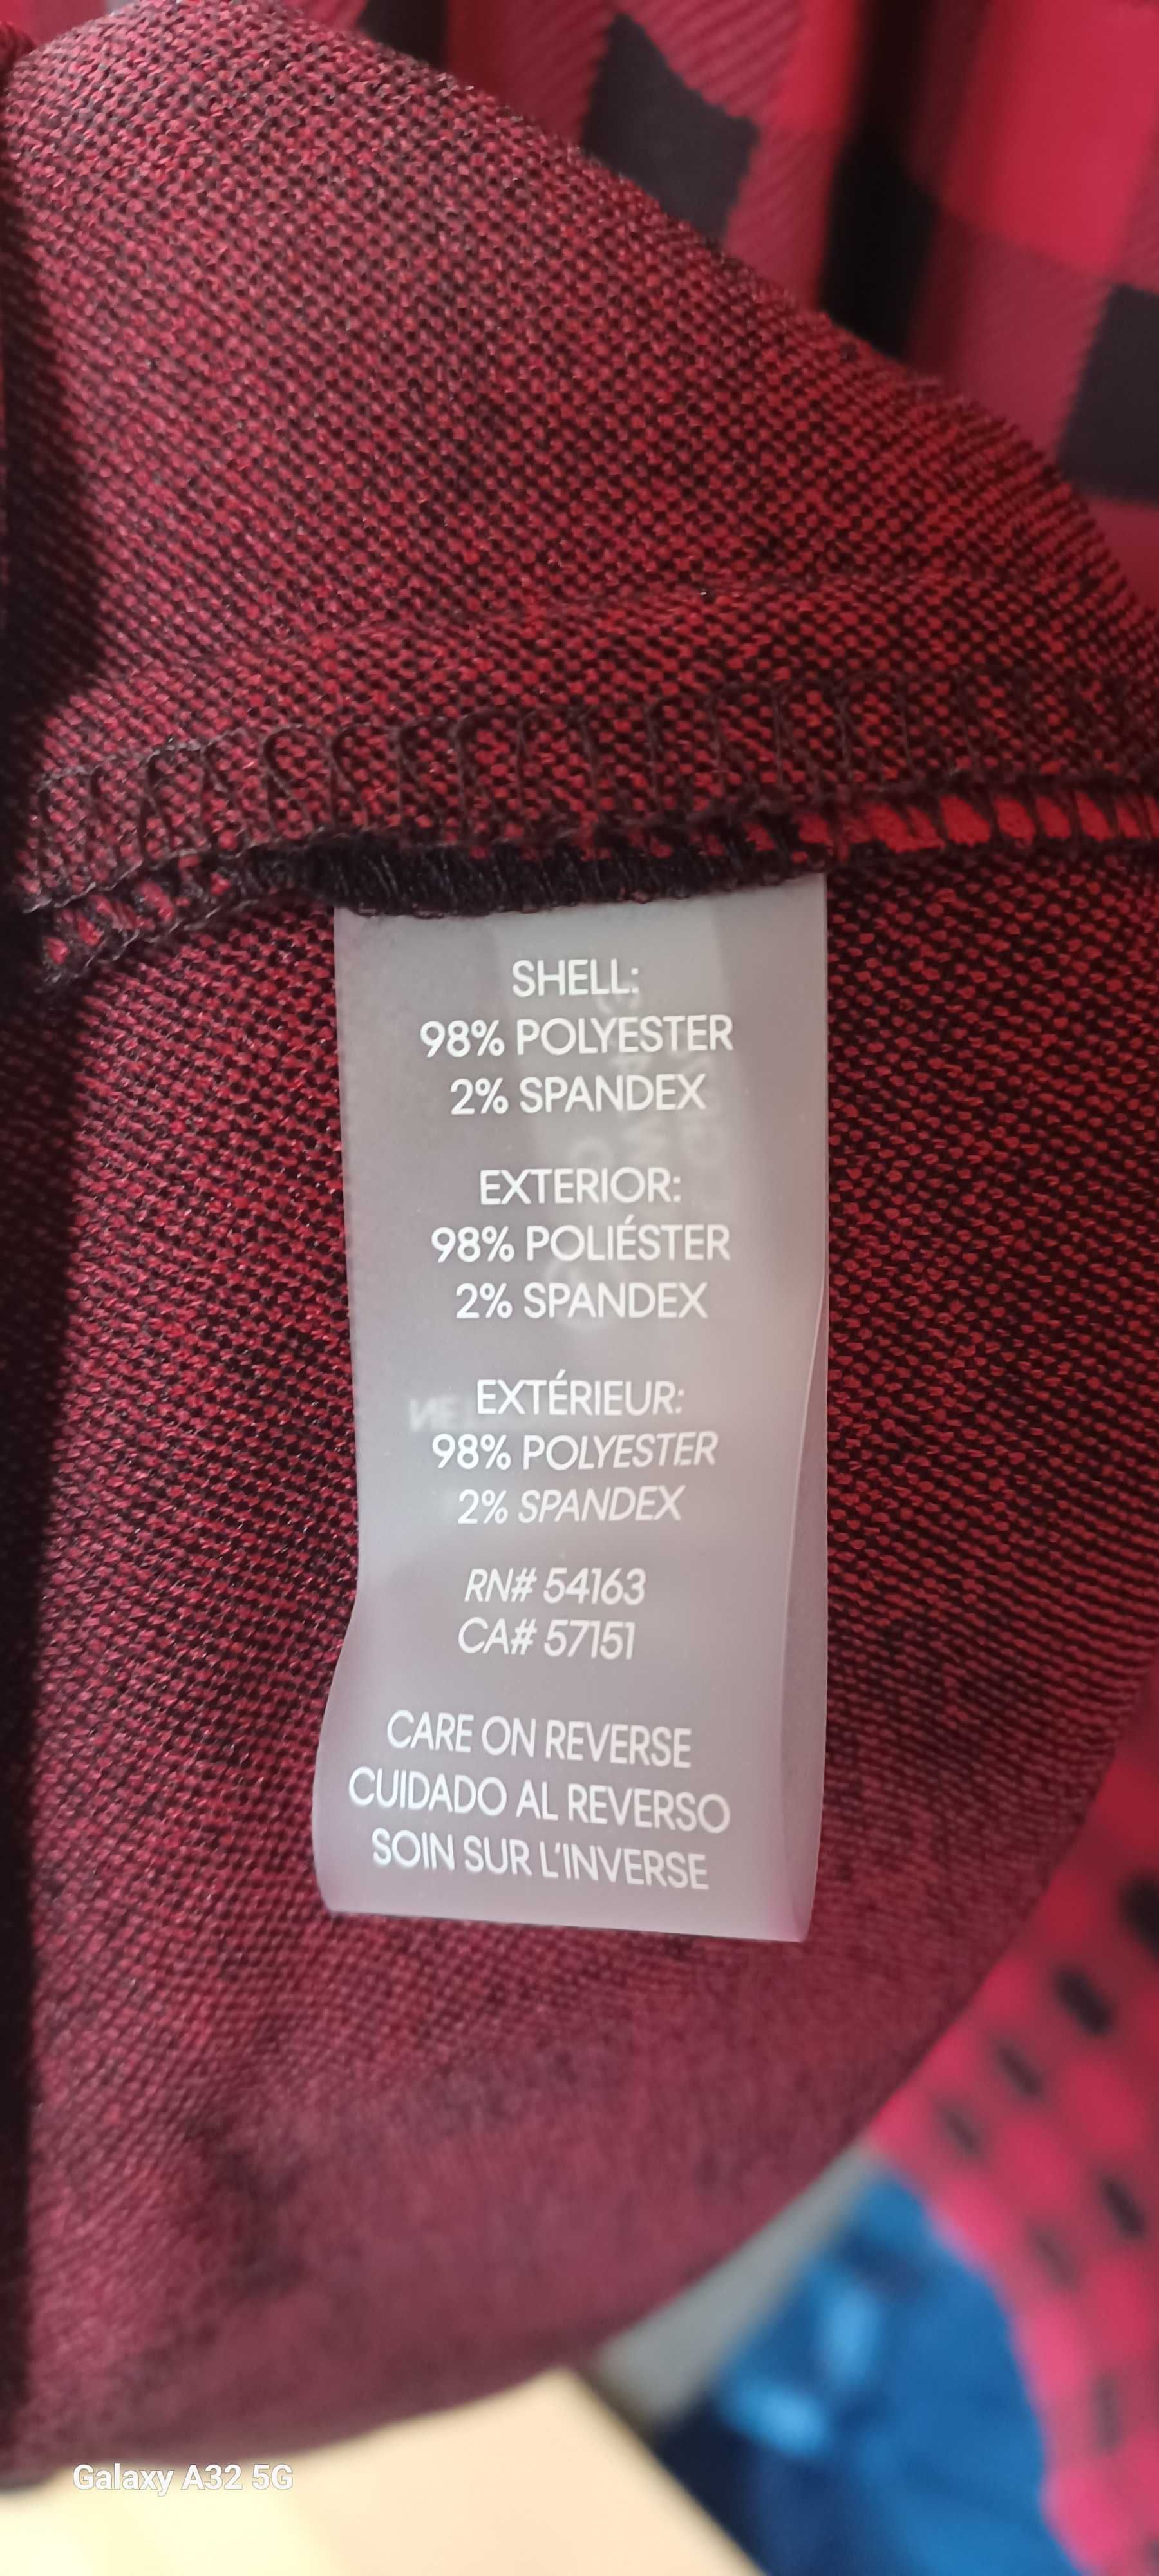 SHELL:
98% POLYESTER
2% SPANDEX
EXTERIOR:
98% POLIÉSTER
2% SPANDEX
EXTÉRIEUR:
98% POLYESTER
2% SPANDEX
RN# 54163
CA# 57151
CARE ON REVERSE
CUIDADO AL REVERSO
SOIN SUR L'INVERSE
Galaxy A32 5G